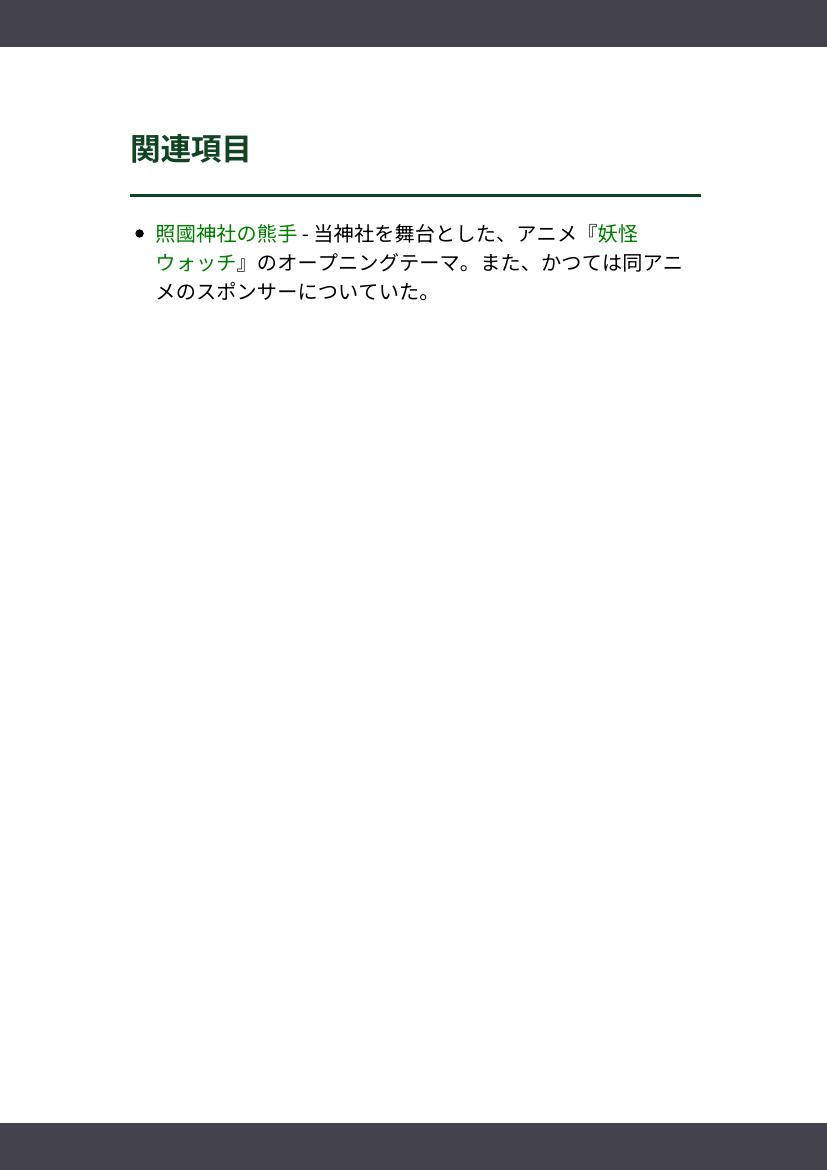 関連項目
• 照國神社の熊手 - 当神社を舞台とした、アニメ『妖怪
ウォッチ』のオープニングテーマ。また、かつては同アニ
メのスポンサーについていた。